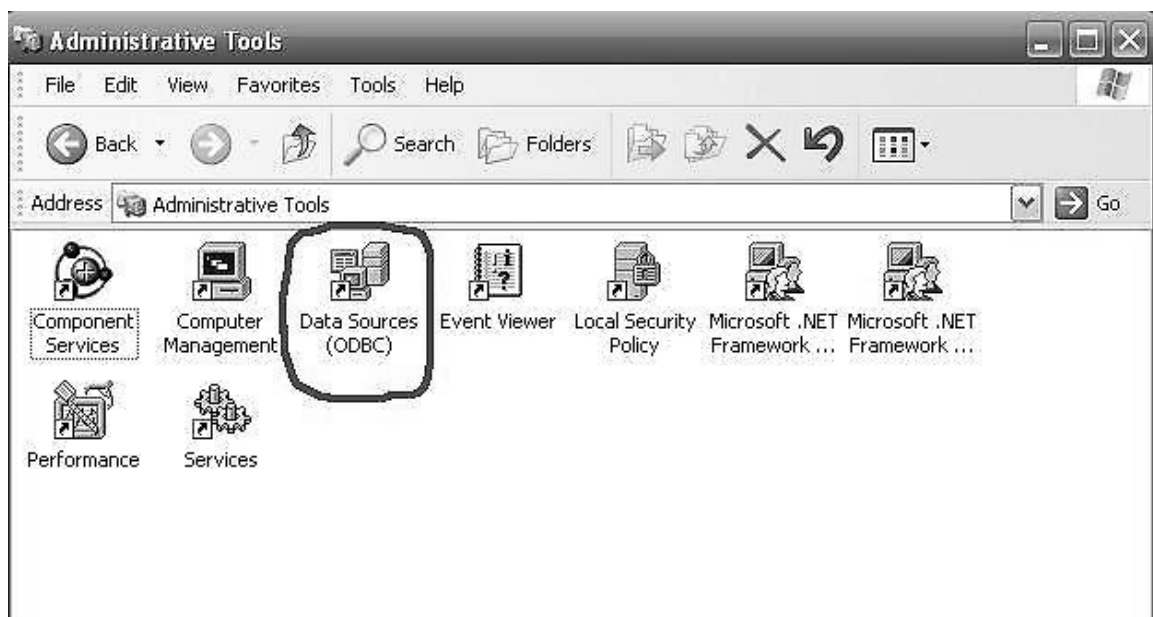 Administrative Tools
File Edit View Favorites Tools Help
Back Search Folders
Address Administrative Tools Go
Component Services
Computer Management
Data Sources (ODBC)
Event Viewer
Local Security Policy
Microsoft .NET Framework ...
Microsoft .NET Framework ...
Performance
Services